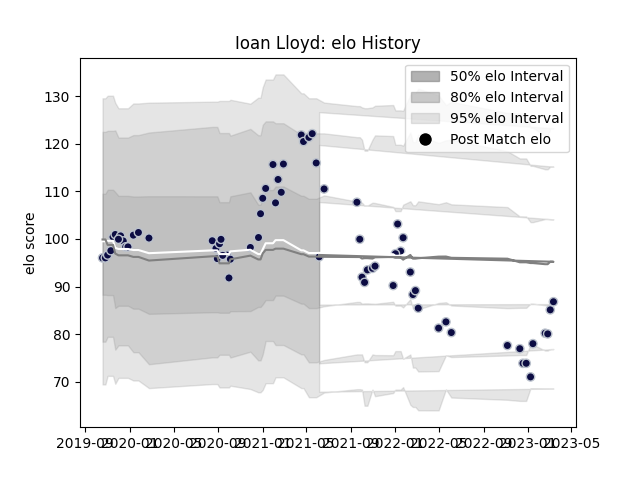 Ioan Lloyd: elo History
50% elo Interval
80% elo Interval
95% elo Interval
Post Match elo
elo score
130
120
110
100
90
80
70
2019-09 2020-01 2020-05 2020-09 2021-01 2021-05 2021-09 2022-01 2022-05 2022-09 2023-01 2023-05